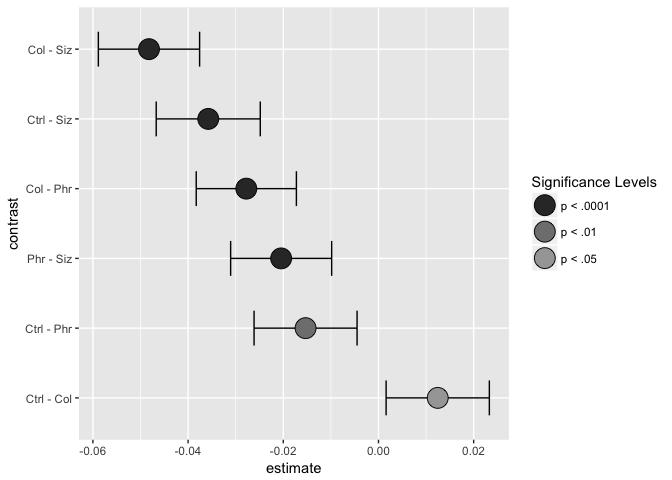 Col - Siz
Ctrl - Siz
Col - Phr
Phr - Siz
Ctrl - Phr
Ctrl - Col
contrast
-0.06 -0.04 -0.02 0.00 0.02
estimate
Significance Levels
p < .0001
p < .01
p < .05